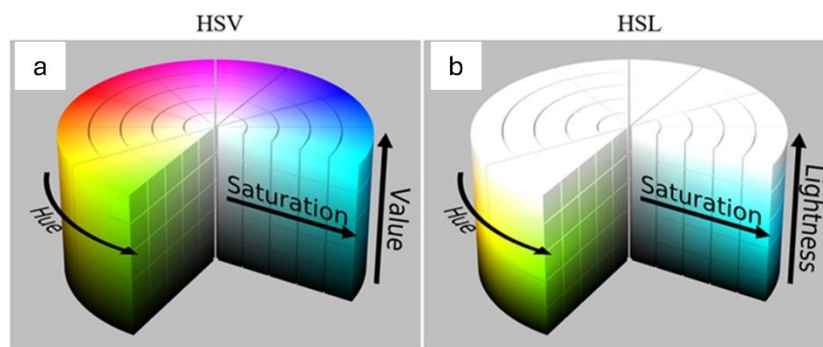 HSV
HSL
a
Hue
Saturation
Value
b
Hue
Saturation
Lightness